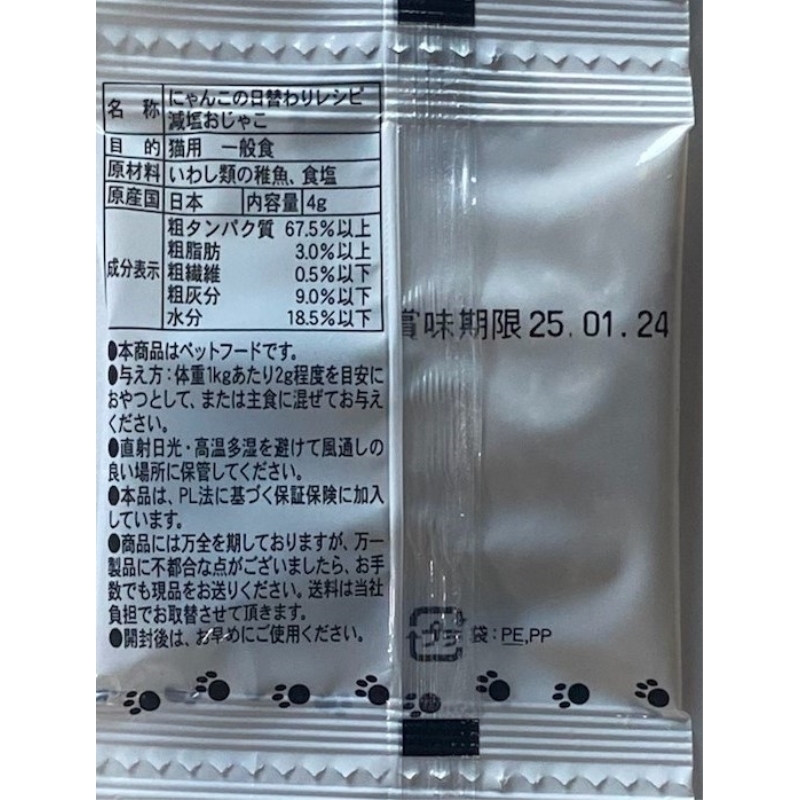 名 称 にゃんこの日替わりレシピ
減塩おじゃこ
目 的 猫用 一般食
原材料 いわし類の稚魚、食塩
原産国 日本 内容量 4g
成分表示
粗タンパク質 67.5%以上
粗脂肪 3.0%以上
粗繊維 0.5%以下
粗灰分 9.0%以下
水分 18.5%以下
●本商品はペットフードです。
●与え方:体重1kgあたり2g程度を目安に
おやつとして、または主食に混ぜてお与え
ください。
●直射日光・高温多湿を避けて風通しの
良い場所に保管してください。
●本品は、PL法に基づく保証保険に加入
しています。
●商品には万全を期しておりますが、万一
製品に不都合な点がございましたら、お手
数でも現品をお送りください。送料は当社
負担でお取替させて頂きます。
●開封後は、お早めにご使用ください。
賞味期限25.01.24
プラ 袋:PE,PP